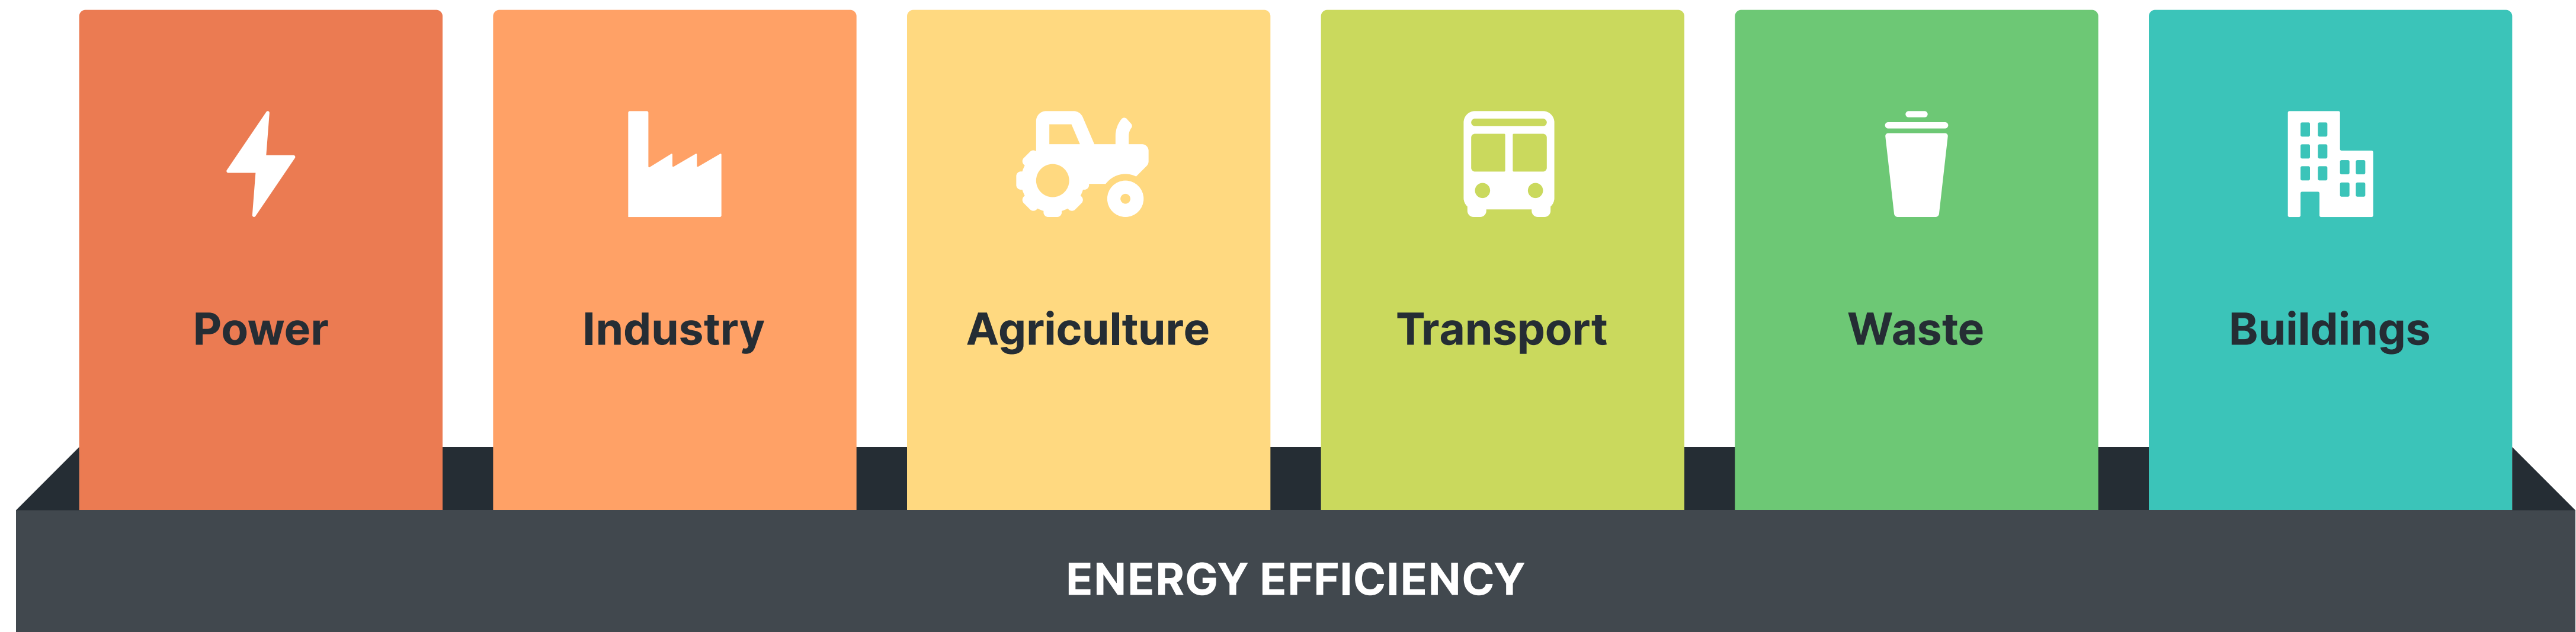 Power
Industry
Agriculture
Transport
Waste
Buildings
ENERGY EFFICIENCY